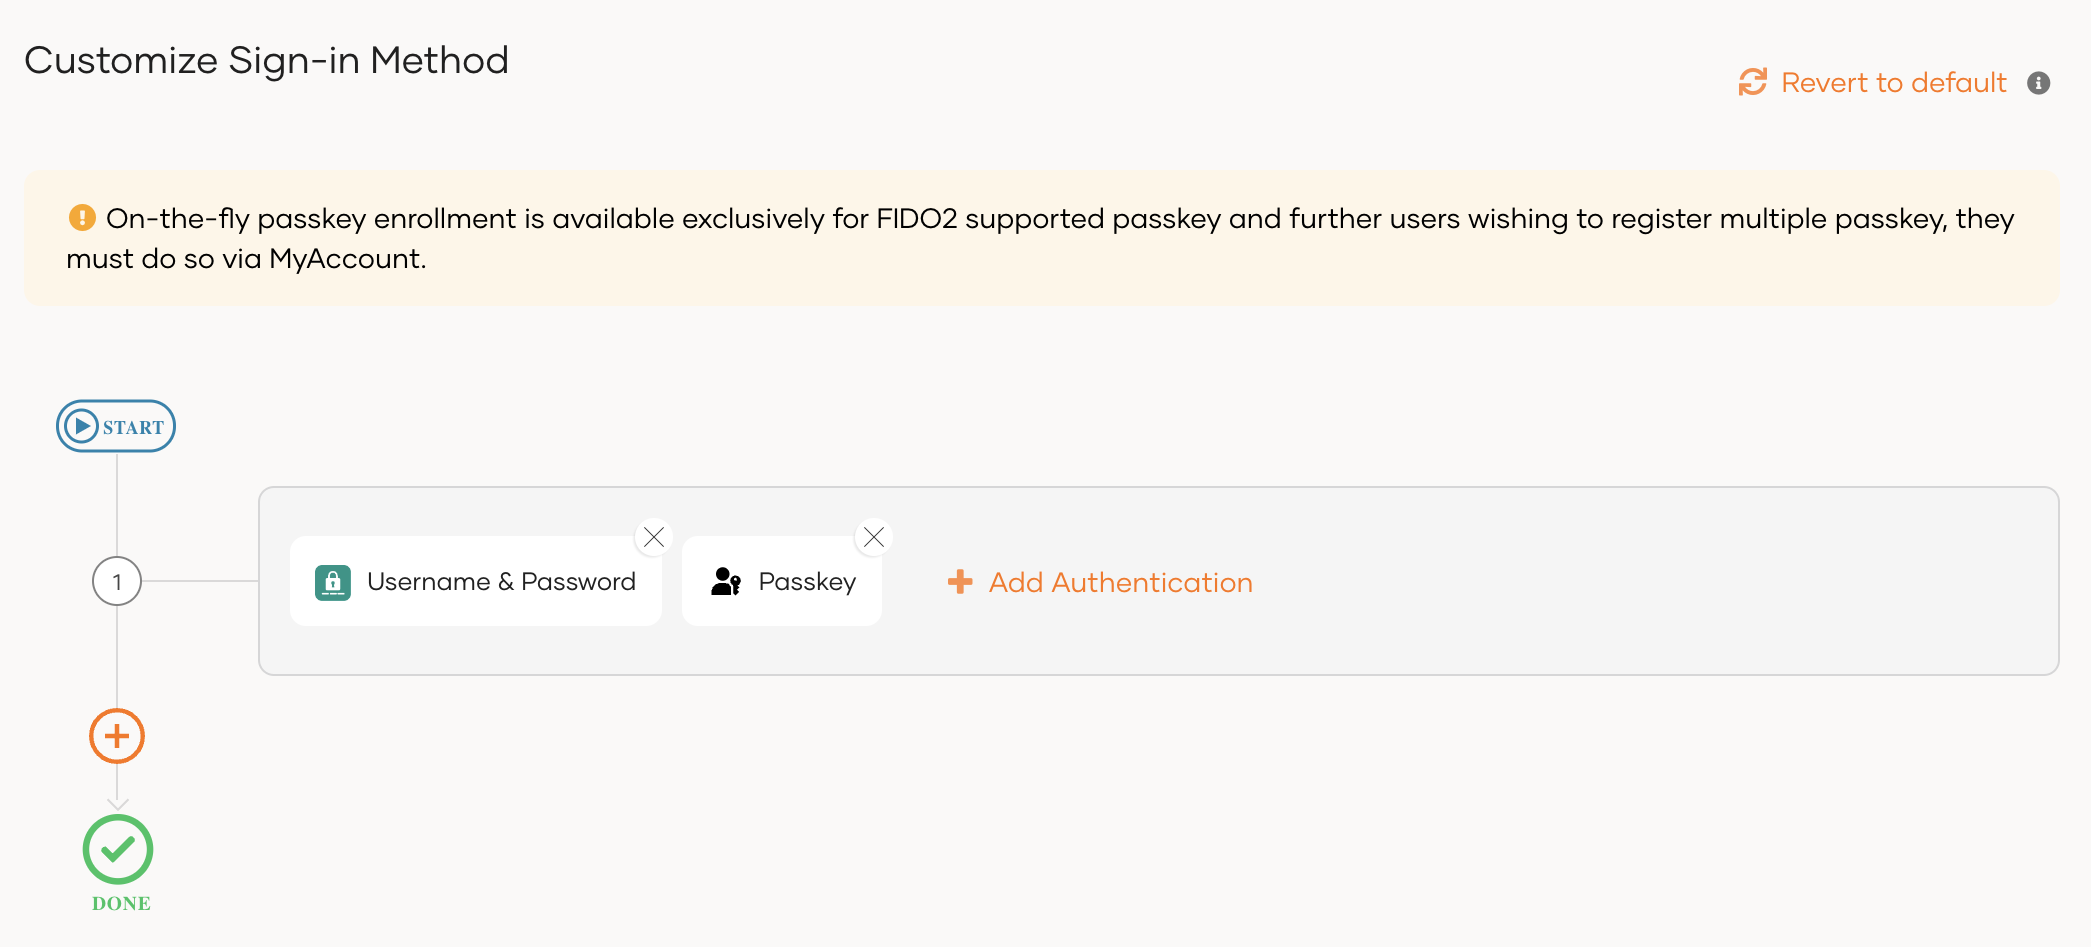 Customize Sign-in Method
Revert to default
On-the-fly passkey enrollment is available exclusively for FIDO2 supported passkey and further users wishing to register multiple passkey, they
must do so via MyAccount.
START
1
Username & Password
Passkey
Add Authentication
DONE